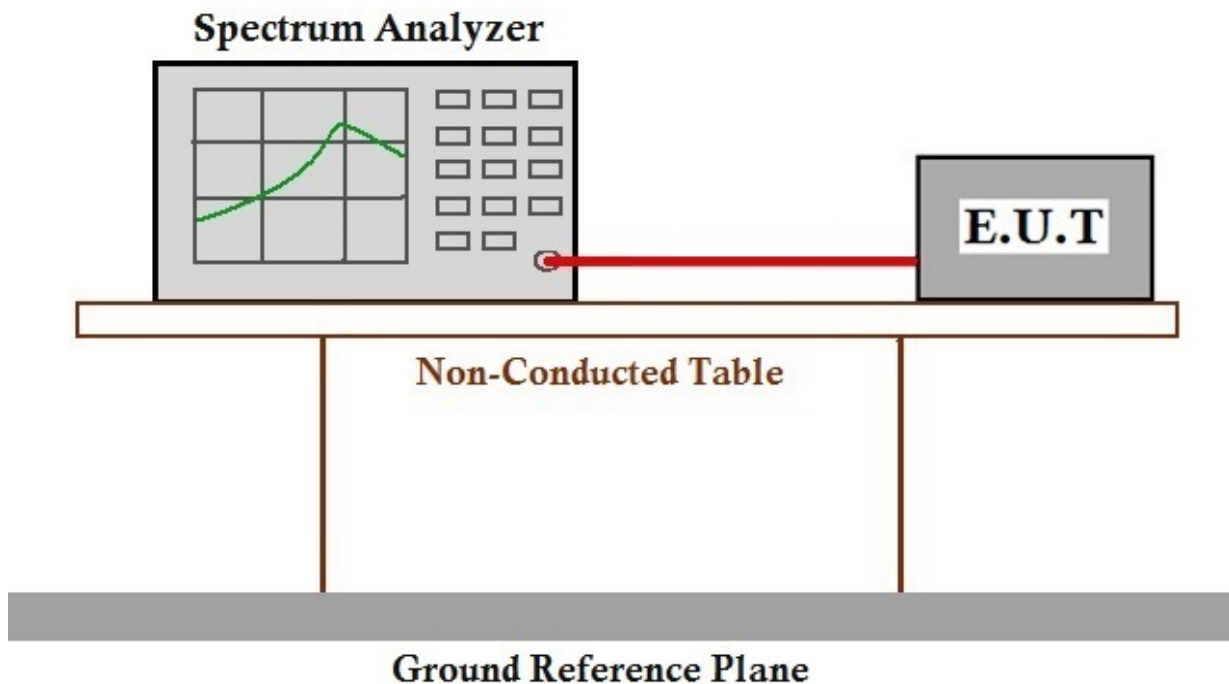 Spectrum Analyzer
E.U.T
Non-Conducted Table
Ground Reference Plane